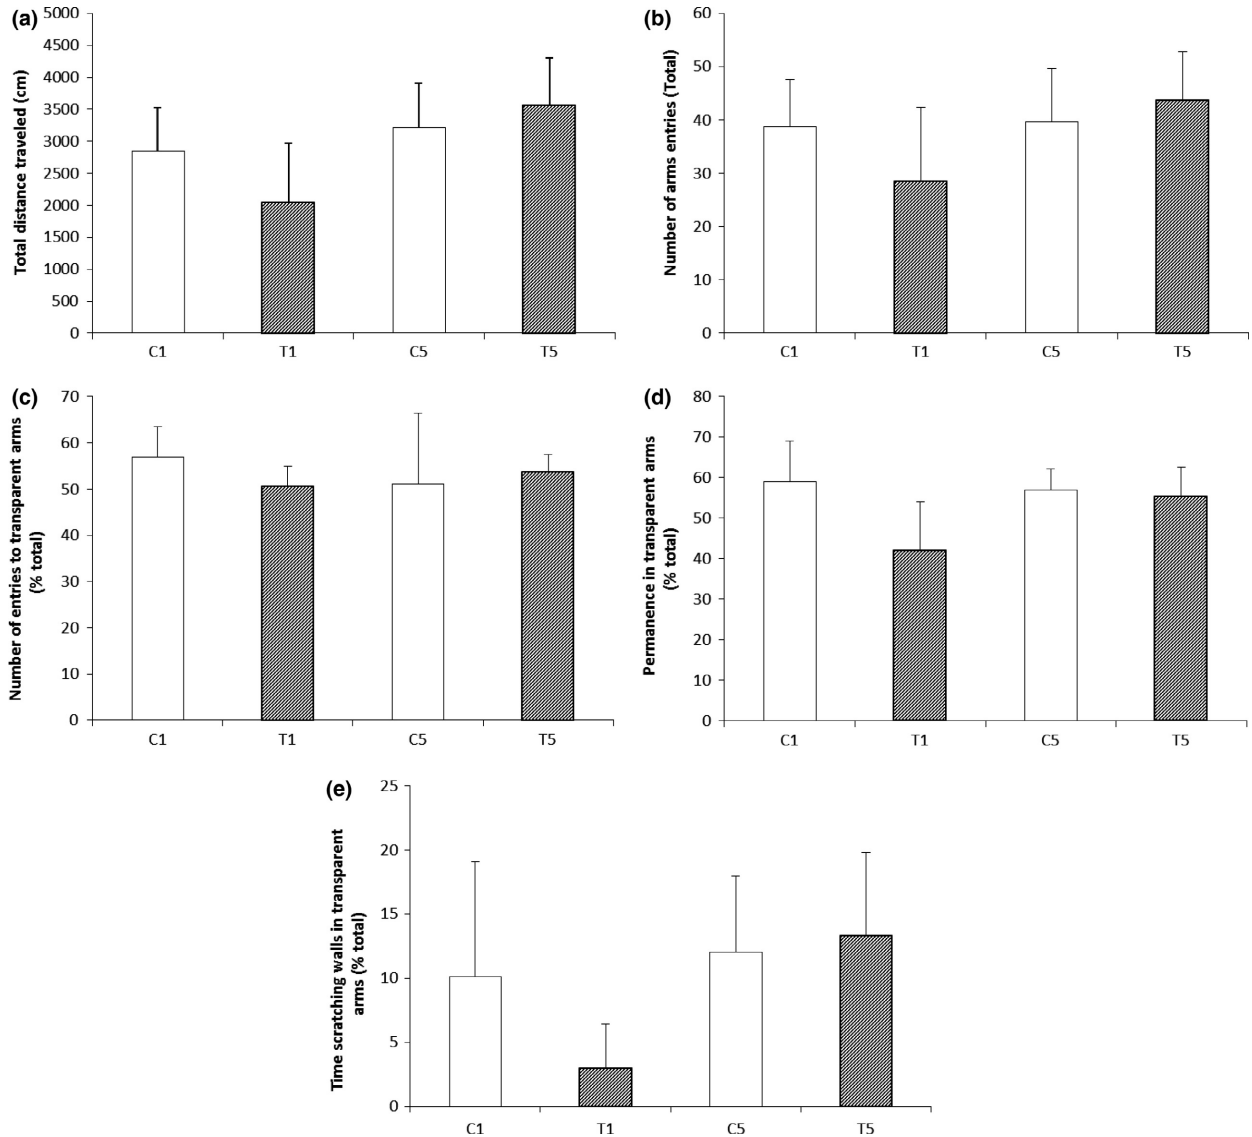 (a)
Total distance traveled (cm)
5000
4500
4000
3500
3000
2500
2000
1500
1000
500
0
C1 T1 C5 T5
(b)
Number of arms entries (Total)
60
50
40
30
20
10
0
C1 T1 C5 T5
(c)
Number of entries to transparent arms
(% total)
70
60
50
40
30
20
10
0
C1 T1 C5 T5
(d)
Permanence in transparent arms
(% total)
80
70
60
50
40
30
20
10
0
C1 T1 C5 T5
(e)
Time scratching walls in transparent
arms (% total)
25
20
15
10
5
0
C1 T1 C5 T5